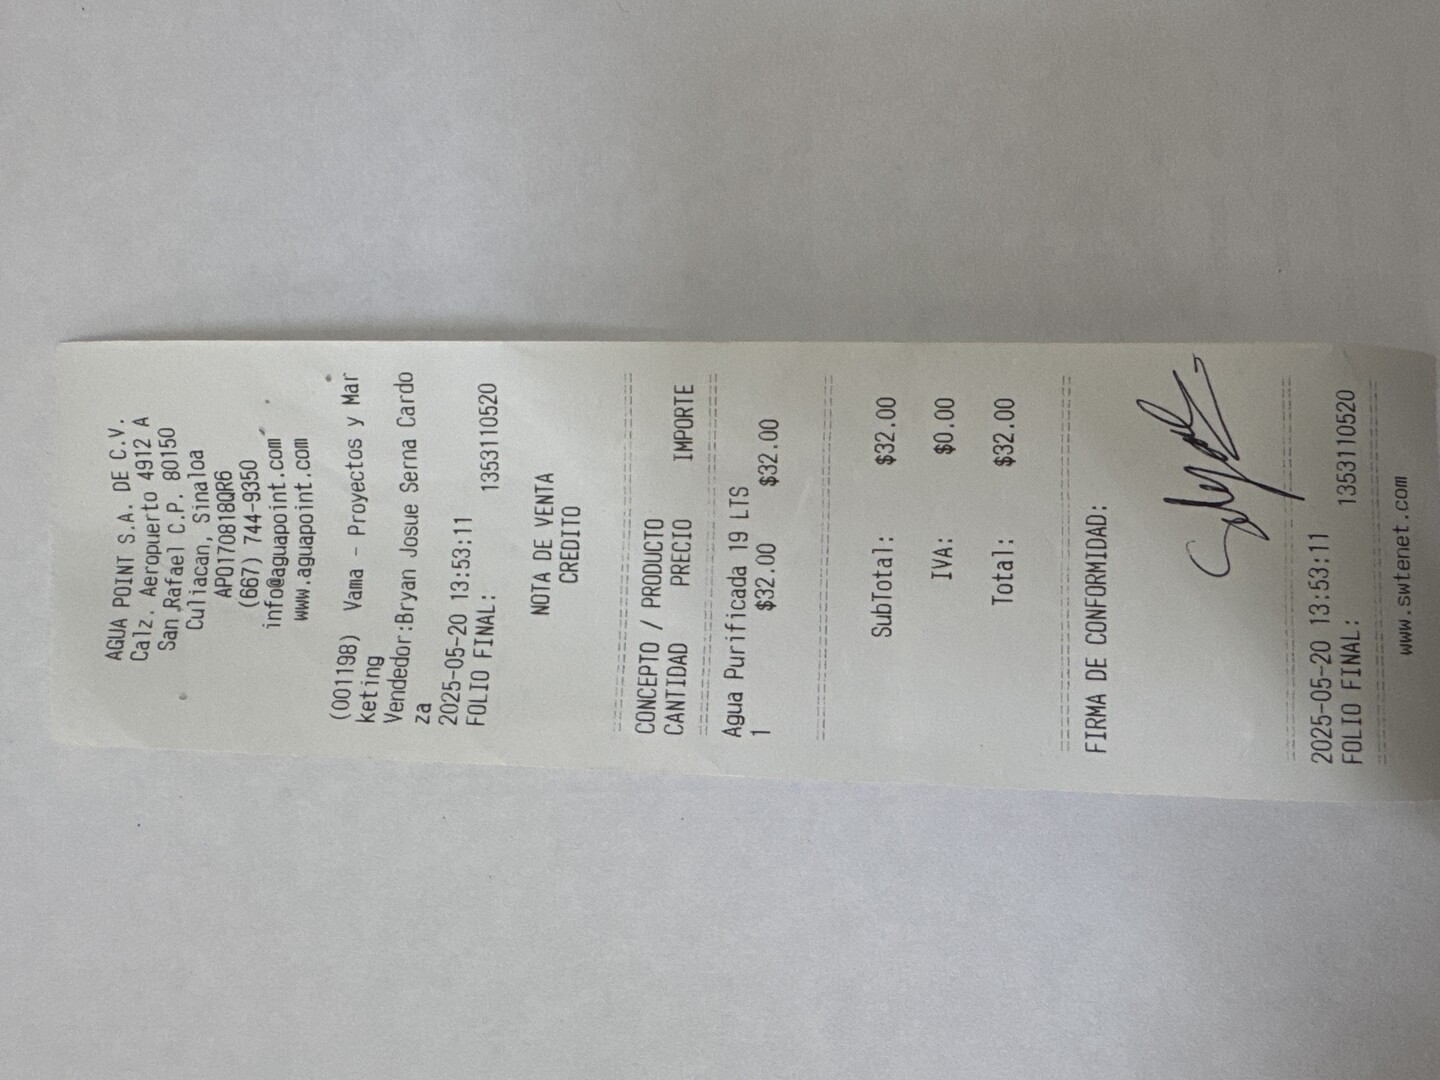 AGUA POINT S.A. DE C.V.
Calz. Aeropuerto 4912 A
San Rafael C.P. 80150
Culiacan, Sinaloa
APO170818QR6
(667) 744-9350
info@aguapoint.com
www.aguapoint.com
(001198) Vama - Proyectos y Mar
keting
Vendedor:Bryan Josue Serna Cardo
za
2025-05-20 13:53:11
FOLIO FINAL: 1353110520
NOTA DE VENTA
CREDITO
CONCEPTO / PRODUCTO
CANTIDAD PRECIO IMPORTE
Agua Purificada 19 LTS
1 $32.00 $32.00
SubTotal: $32.00
IVA: $0.00
Total: $32.00
FIRMA DE CONFORMIDAD:
2025-05-20 13:53:11
FOLIO FINAL: 1353110520
www.swtenet.com